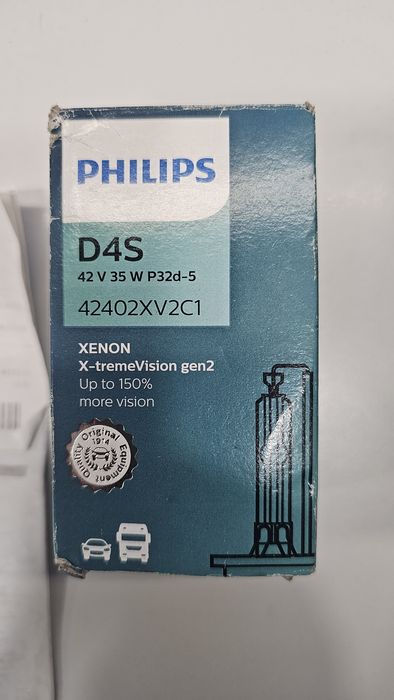 PHILIPS
D4S
42 V 35 W P32d-5
42402XV2C1
XENON
X-tremeVision gen2
Up to 150%
more vision
Quality Original Equipment
1914